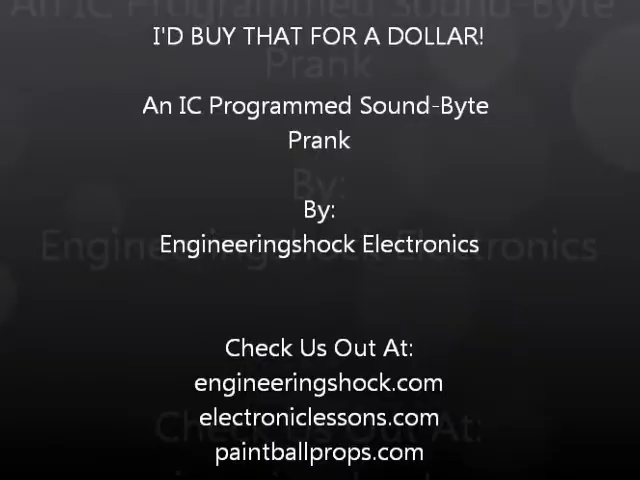 I'D BUY THAT FOR A DOLLAR!
An IC Programmed Sound-Byte
Prank
By:
Engineeringshock Electronics
Check Us Out At:
engineeringshock.com
electroniclessons.com
paintballprops.com